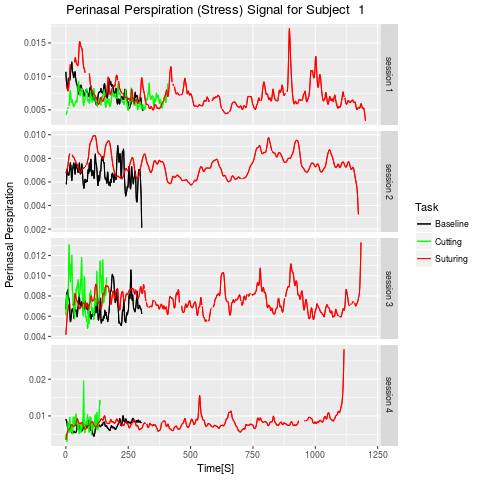 Perinasal Perspiration (Stress) Signal for Subject 1
0.015
0.010
0.005
session 1
0.010
0.008
0.006
0.004
0.002
session 2
0.012
0.010
0.008
0.006
0.004
session 3
0.02
0.01
session 4
0
250
500
750
1000
1250
Time[S]
Perinasal Perspiration
Task
Baseline
Cutting
Suturing